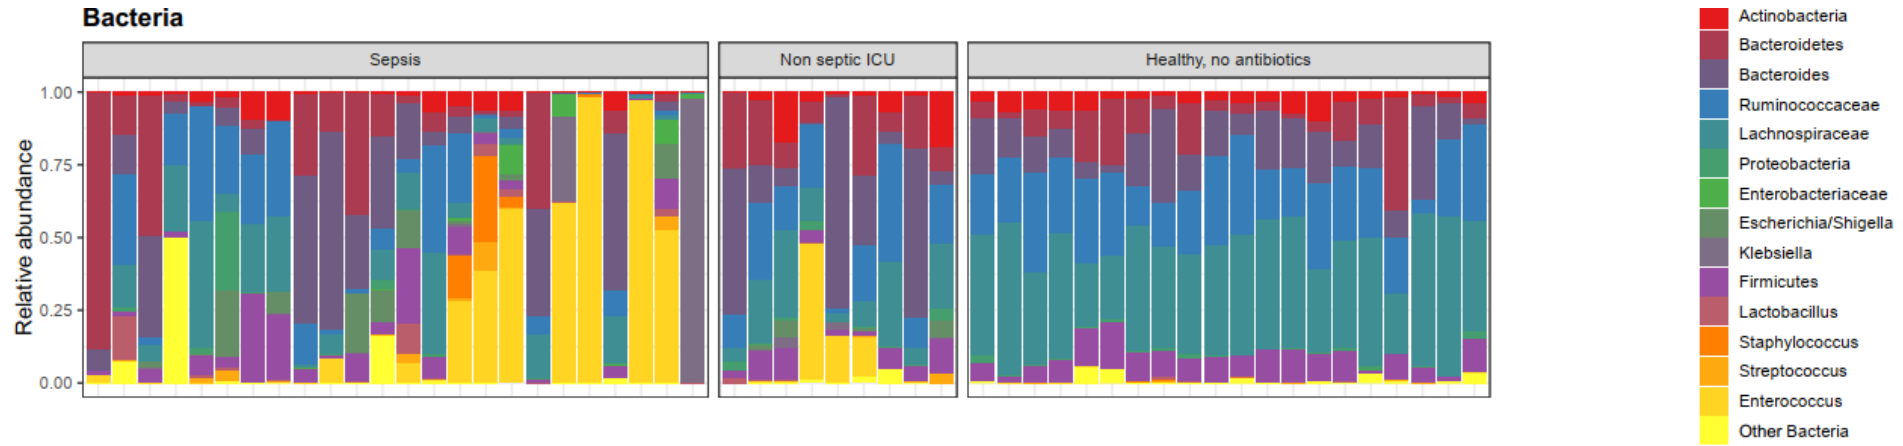 Bacteria
Sepsis
Non septic ICU
Healthy, no antibiotics
Relative abundance
1.00
0.75
0.50
0.25
0.00
Actinobacteria
Bacteroidetes
Bacteroides
Ruminococcaceae
Lachnospiraceae
Proteobacteria
Enterobacteriaceae
Escherichia/Shigella
Klebsiella
Firmicutes
Lactobacillus
Staphylococcus
Streptococcus
Enterococcus
Other Bacteria